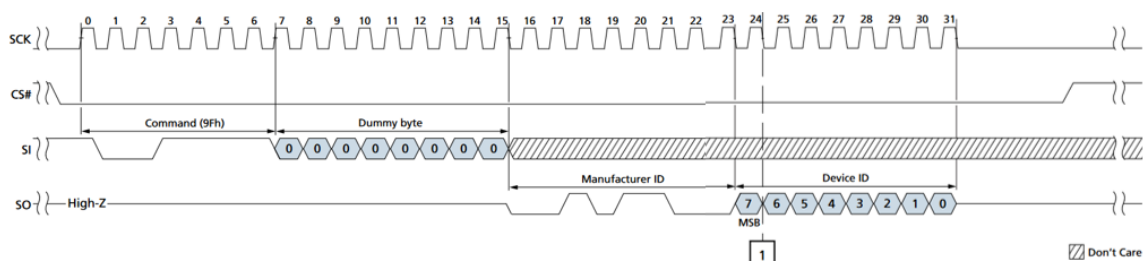 0 1 2 3 4 5 6 7 8 9 10 11 12 13 14 15 16 17 18 19 20 21 22 23 24 25 26 27 28 29 30 31
SCK
CS#
Command (9Fh) Dummy byte
SI 0 0 0 0 0 0 0 0
Manufacturer ID Device ID
SO High-Z 7 6 5 4 3 2 1 0
MSB
1
Don't Care